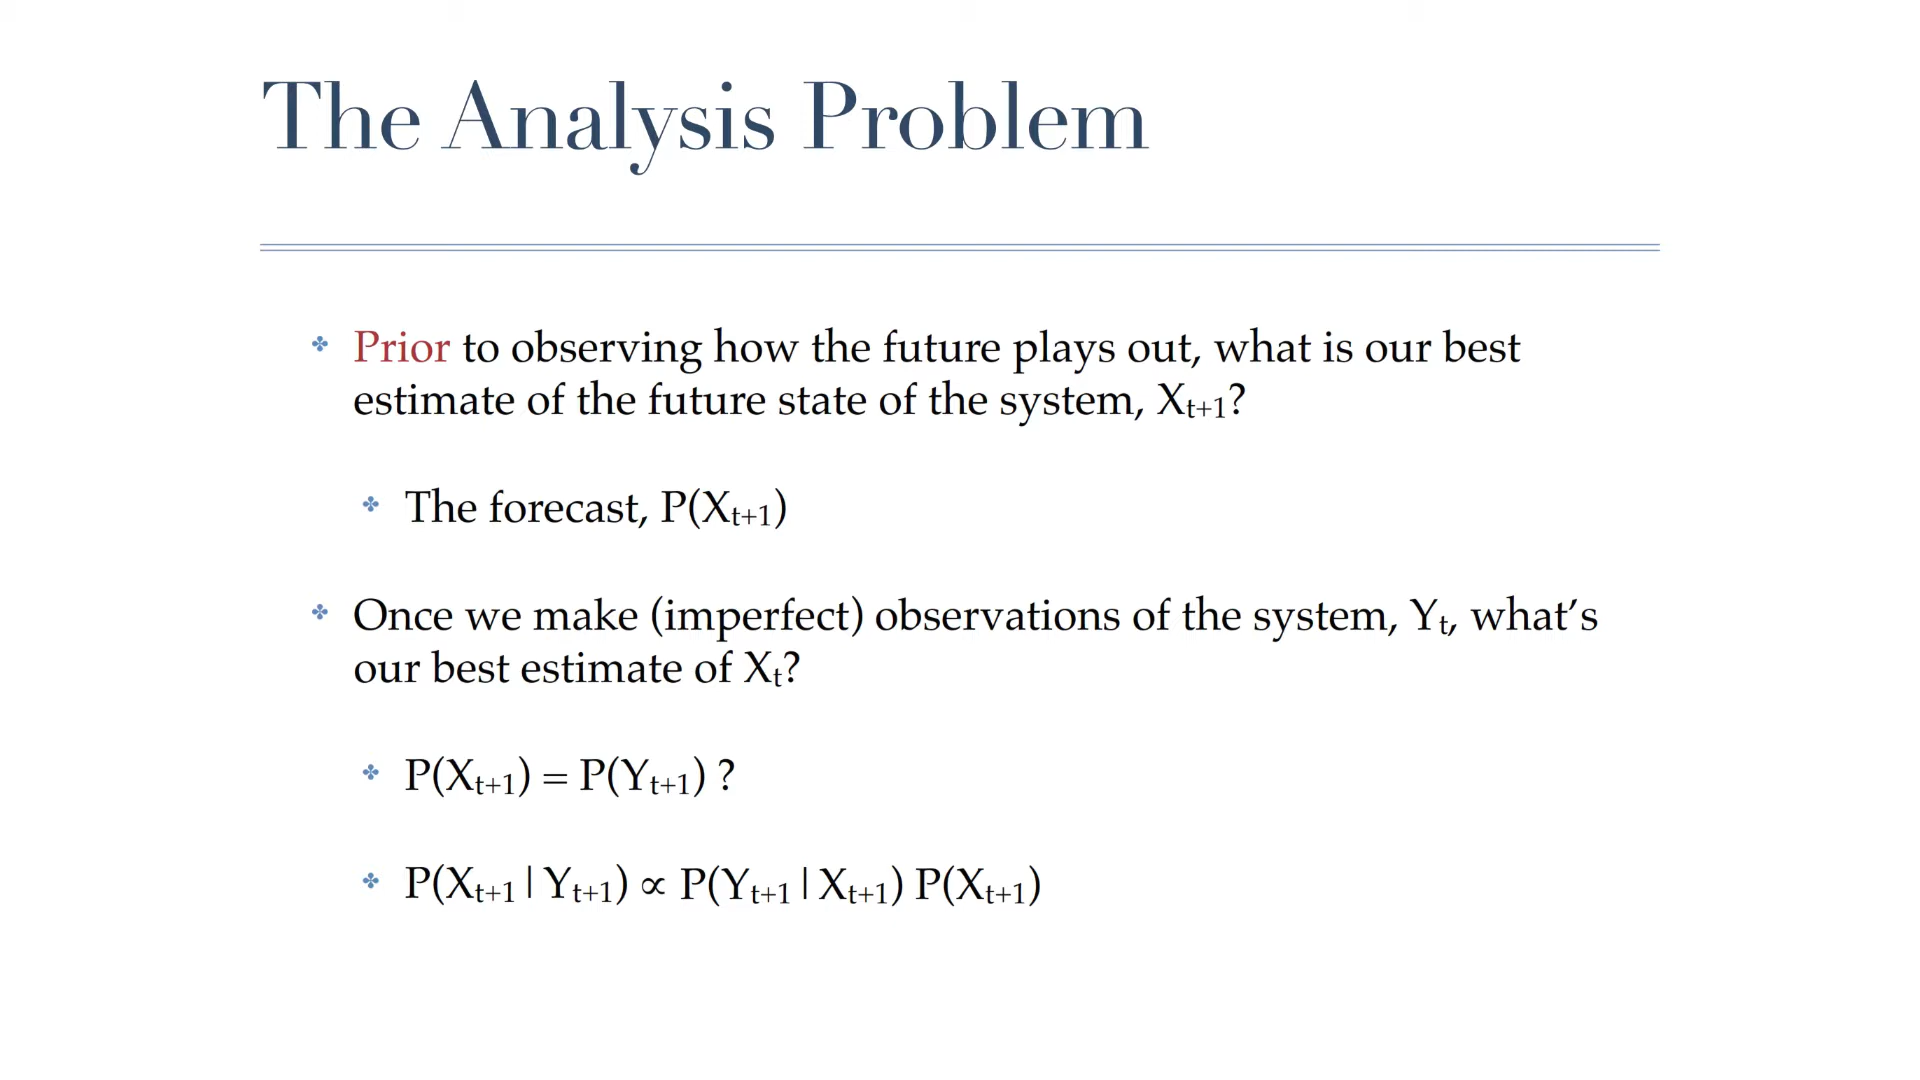 The Analysis Problem
Prior to observing how the future plays out, what is our best
estimate of the future state of the system, Xₜ₊₁?
The forecast, P(Xₜ₊₁)
Once we make (imperfect) observations of the system, Yₜ, what’s
our best estimate of Xₜ?
P(Xₜ₊₁) = P(Yₜ₊₁) ?
P(Xₜ₊₁ | Yₜ₊₁) ∝ P(Yₜ₊₁ | Xₜ₊₁) P(Xₜ₊₁)